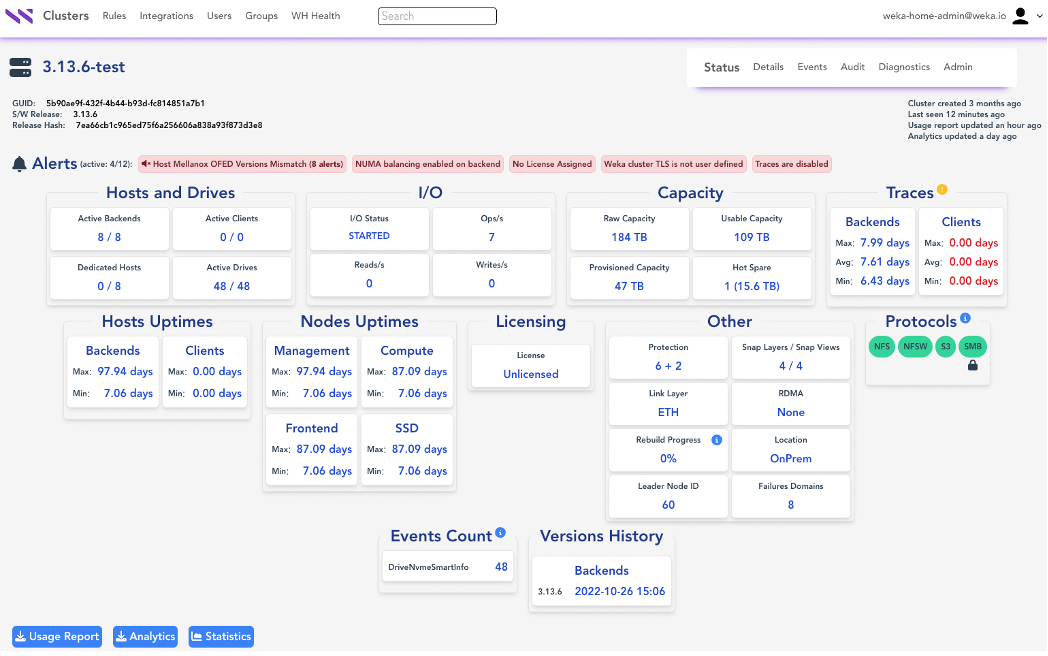 Clusters Rules Integrations Users Groups WH Health Search weka-home-admin@weka.io
3.13.6-test
Status Details Events Audit Diagnostics Admin
GUID: 5b90ae9f-432f-4b44-b93d-fc814851a7b1
S/W Release: 3.13.6
Release Hash: 7ea66cb1c965ed75f6a256606a838a93f873d3e8
Cluster created 3 months ago
Last seen 12 minutes ago
Usage report updated an hour ago
Analytics updated a day ago
Alerts (active: 4/12): Host Mellanox OFED Versions Mismatch (8 alerts) NUMA balancing enabled on backend No License Assigned Weka cluster TLS is not user defined Traces are disabled
Hosts and Drives
Active Backends Active Clients
8 / 8 0 / 0
Dedicated Hosts Active Drives
0 / 8 48 / 48
I/O
I/O Status Ops/s
STARTED 7
Reads/s Writes/s
0 0
Capacity
Raw Capacity Usable Capacity
184 TB 109 TB
Provisioned Capacity Hot Spare
47 TB 1 (15.6 TB)
Traces
Backends Clients
Max: 7.99 days Max: 0.00 days
Avg: 7.61 days Avg: 0.00 days
Min: 6.43 days Min: 0.00 days
Hosts Uptimes
Backends Clients
Max: 97.94 days Max: 0.00 days
Min: 7.06 days Min: 0.00 days
Nodes Uptimes
Management Compute
Max: 97.94 days Max: 87.09 days
Min: 7.06 days Min: 7.06 days
Frontend SSD
Max: 87.09 days Max: 87.09 days
Min: 7.06 days Min: 7.06 days
Licensing
License
Unlicensed
Other
Protection Snap Layers / Snap Views
6 + 2 4 / 4
Link Layer RDMA
ETH None
Rebuild Progress Location
0% OnPrem
Leader Node ID Failures Domains
60 8
Protocols
NFS NFSW S3 SMB
Events Count
DriveNvmeSmartInfo 48
Versions History
Backends
3.13.6 2022-10-26 15:06
Usage Report Analytics Statistics